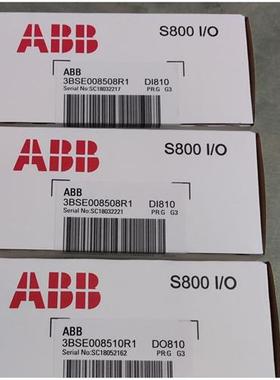 ABB
S800 I/O
ABB
3BSE008508R1 DI810
Serial No:SC18032217 PR:G G3
ABB
S800 I/O
ABB
3BSE008508R1 DI810
Serial No:SC18032221 PR:G G3
ABB
S800 I/O
ABB
3BSE008510R1 DO810
Serial No:SC18052162 PR:G G3